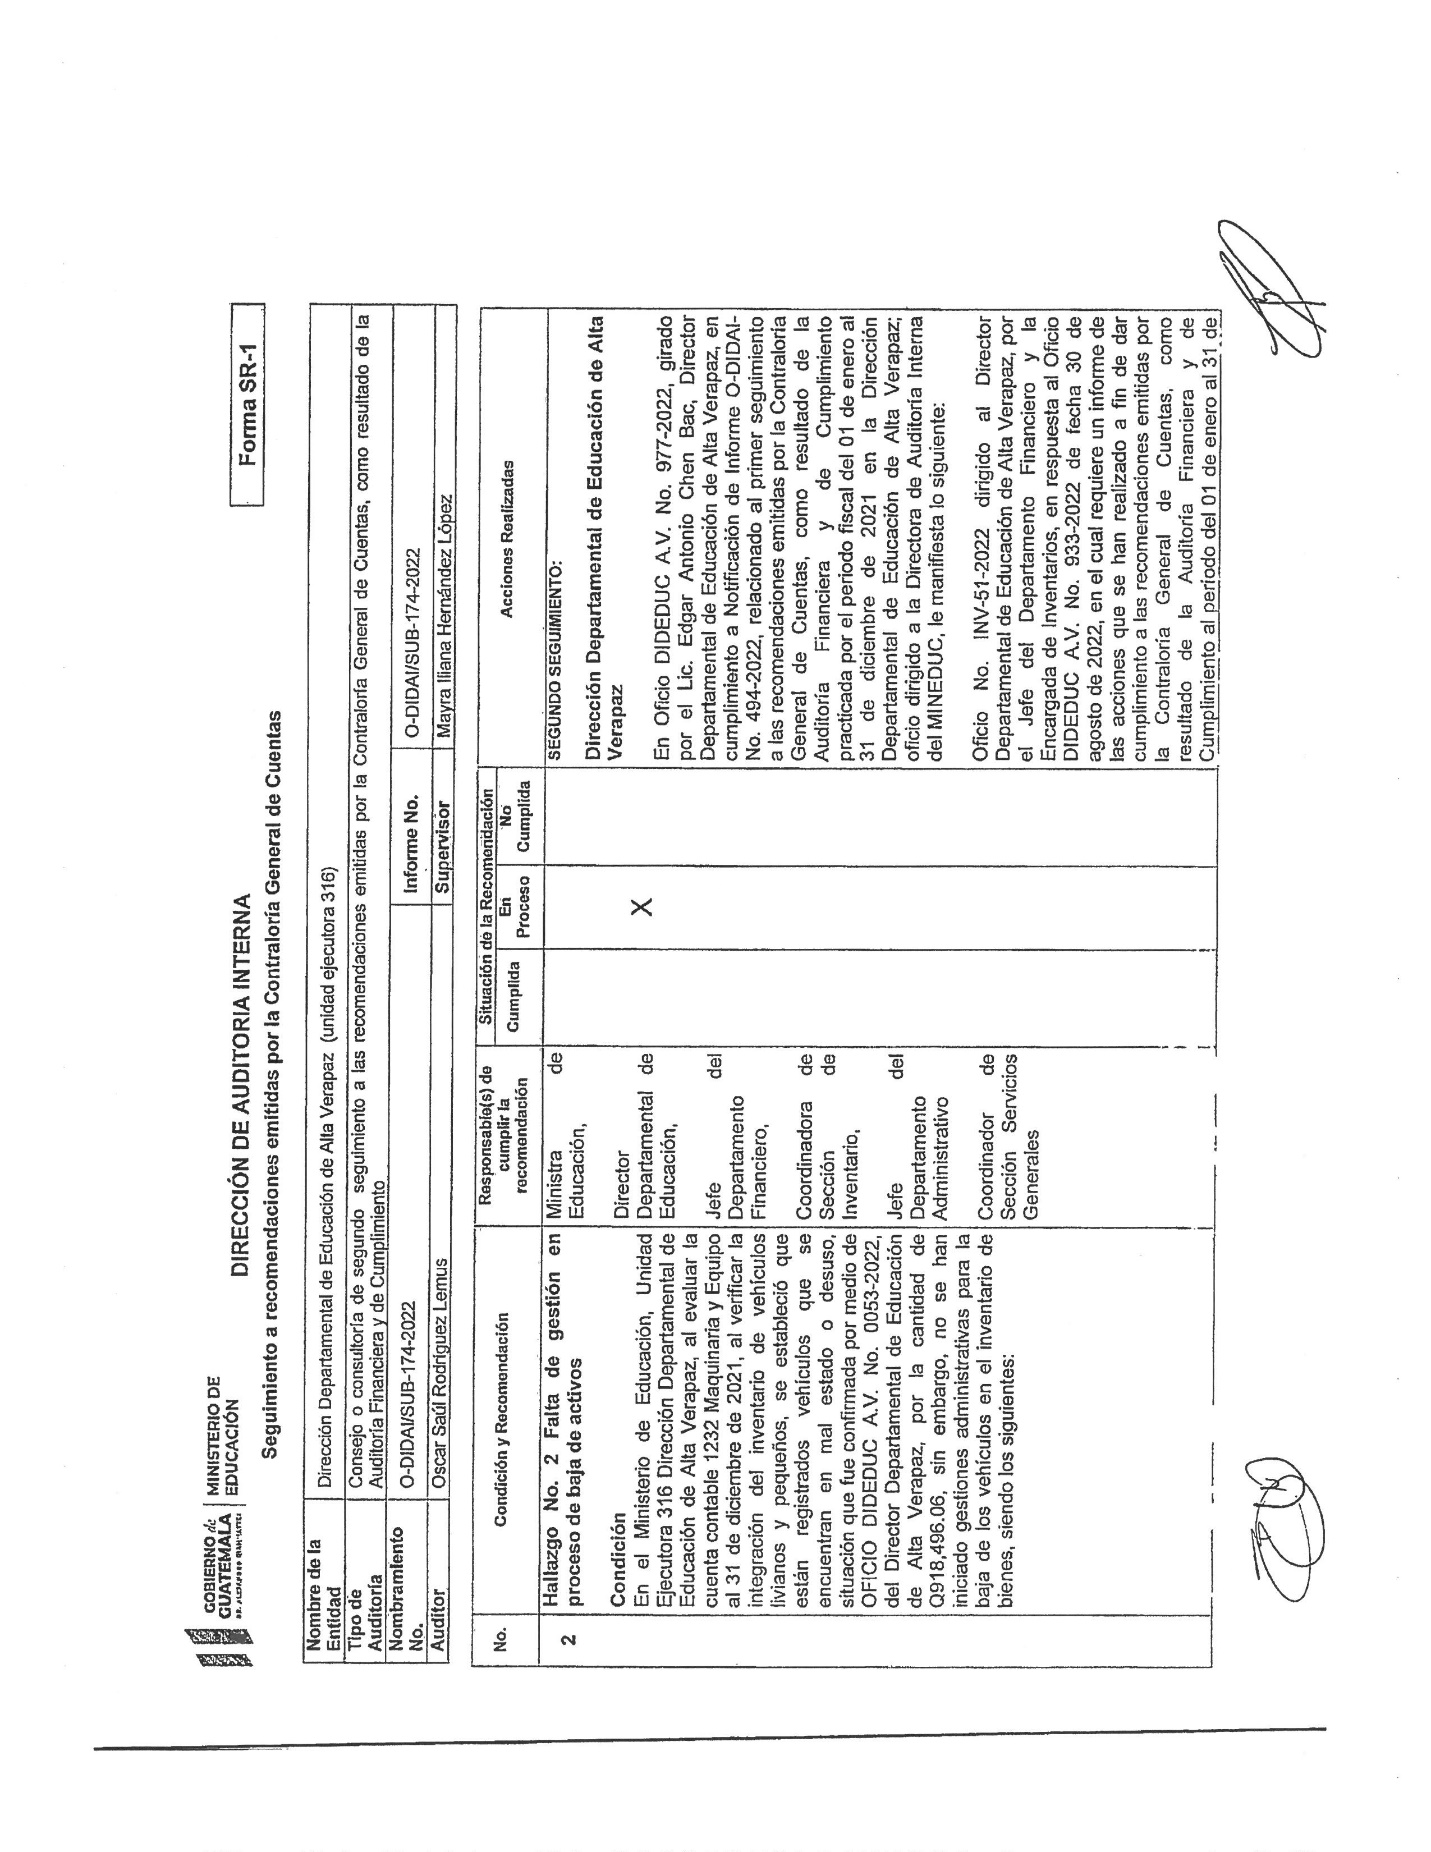 GOBIERNO de
GUATEMALA
MINISTERIO DE
EDUCACIÓN
DIRECCIÓN DE AUDITORIA INTERNA
Forma SR-1
Seguimiento a recomendaciones emitidas por la Contraloría General de Cuentas
Nombre de la
Entidad
Dirección Departamental de Educación de Alta Verapaz (unidad ejecutora 316)
Tipo de
Auditoría
Consejo o consultoría de segundo seguimiento a las recomendaciones emitidas por la Contraloría General de Cuentas, como resultado de la
Auditoría Financiera y de Cumplimiento
Nombramiento
No.
O-DIDAI/SUB-174-2022
Informe No.
O-DIDAI/SUB-174-2022
Auditor
Oscar Saúl Rodríguez Lemus
Supervisor
Mayra Iliana Hernández López
No.
Condición y Recomendación
Responsable(s) de
cumplir la
recomendación
Situación de la Recomendación
Cumplida
En
Proceso
No
Cumplida
Acciones Realizadas
2
Hallazgo No. 2 Falta de gestión en
proceso de baja de activos
Condición
En el Ministerio de Educación, Unidad
Ejecutora 316 Dirección Departamental de
Educación de Alta Verapaz, al evaluar la
cuenta contable 1232 Maquinaria y Equipo
al 31 de diciembre de 2021, al verificar la
integración del inventario de vehículos
livianos y pequeños, se estableció que
están registrados vehículos que se
encuentran en mal estado o desuso,
situación que fue confirmada por medio de
OFICIO DIDEDUC A.V. No. 0053-2022,
del Director Departamental de Educación
de Alta Verapaz, por la cantidad de
Q918,496.06, sin embargo, no se han
iniciado gestiones administrativas para la
baja de los vehículos en el inventario de
bienes, siendo los siguientes:
Ministra de
Educación,
Director
Departamental de
Educación,
Jefe del
Departamento
Financiero,
Coordinadora de
Sección de
Inventario,
Jefe del
Departamento
Administrativo
Coordinador de
Sección Servicios
Generales
X
SEGUNDO SEGUIMIENTO:
Dirección Departamental de Educación de Alta
Verapaz
En Oficio DIDEDUC A.V. No. 977-2022, girado
por el Lic. Edgar Antonio Chen Bac, Director
Departamental de Educación de Alta Verapaz, en
cumplimiento a Notificación de Informe O-DIDAI-
No. 494-2022, relacionado al primer seguimiento
a las recomendaciones emitidas por la Contraloría
General de Cuentas, como resultado de la
Auditoría Financiera y de Cumplimiento
practicada por el periodo fiscal del 01 de enero al
31 de diciembre de 2021 en la Dirección
Departamental de Educación de Alta Verapaz;
oficio dirigido a la Directora de Auditoría Interna
del MINEDUC, le manifiesta lo siguiente:
Oficio No. INV-51-2022 dirigido al Director
Departamental de Educación de Alta Verapaz, por
el Jefe del Departamento Financiero y la
Encargada de Inventarios, en respuesta al Oficio
DIDEDUC A.V. No. 933-2022 de fecha 30 de
agosto de 2022, en el cual requiere un informe de
las acciones que se han realizado a fin de dar
cumplimiento a las recomendaciones emitidas por
la Contraloría General de Cuentas, como
resultado de la Auditoría Financiera y de
Cumplimiento al período del 01 de enero al 31 de